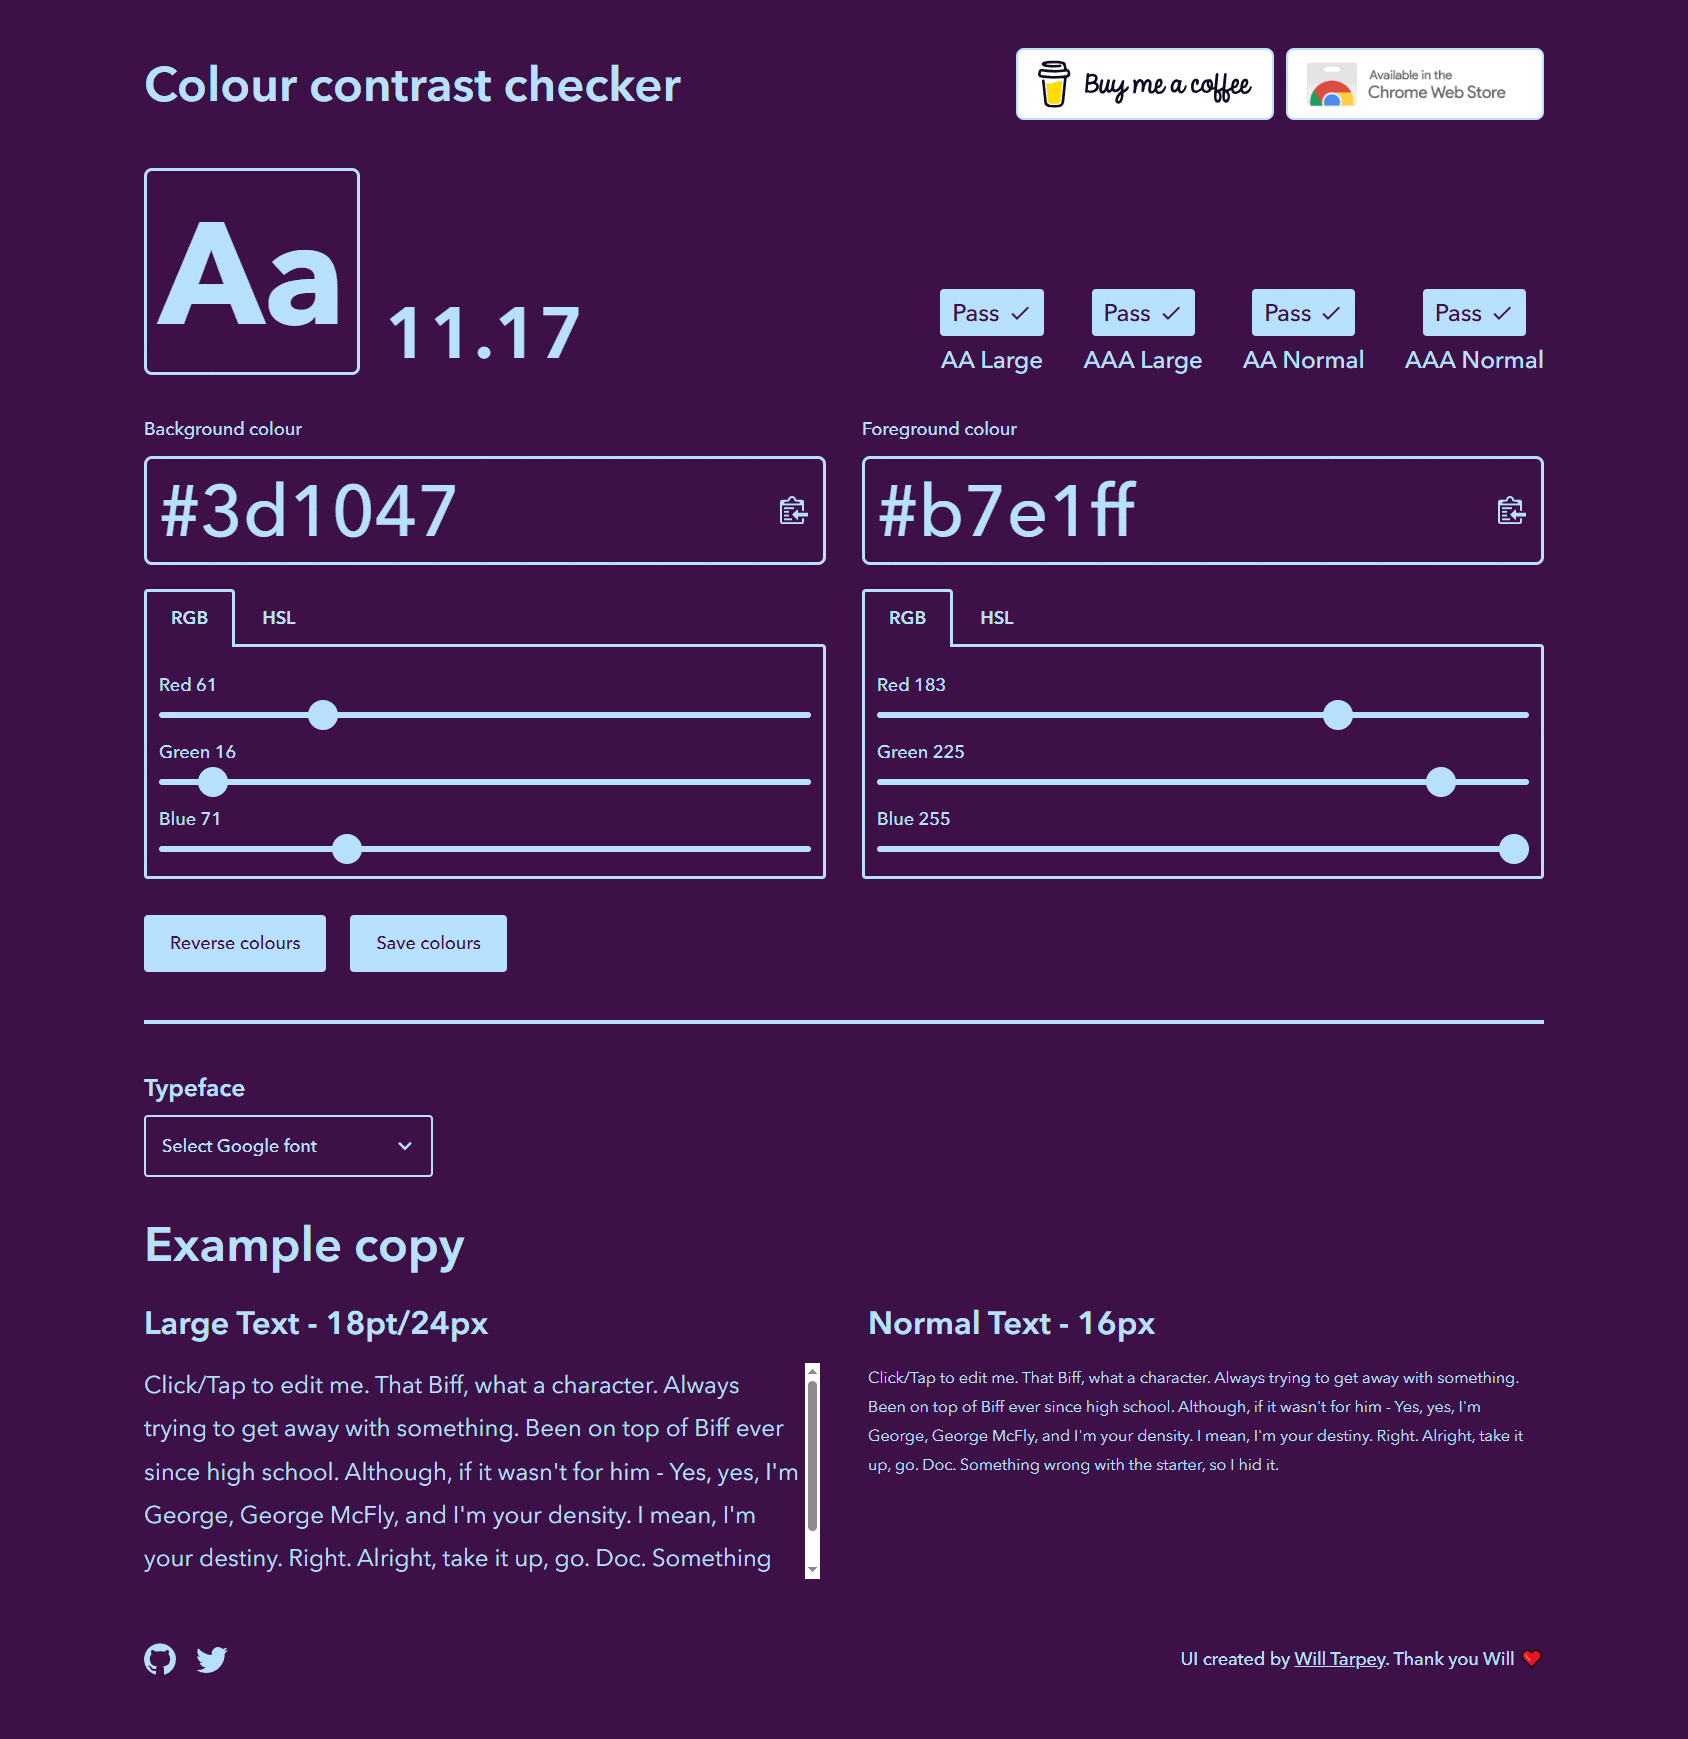 Colour contrast checker
Buy me a coffee
Available in the
Chrome Web Store
Aa
11.17
Pass
AA Large
Pass
AAA Large
Pass
AA Normal
Pass
AAA Normal
Background colour
#3d1047
RGB HSL
Red 61
Green 16
Blue 71
Foreground colour
#b7e1ff
RGB HSL
Red 183
Green 225
Blue 255
Reverse colours
Save colours
Typeface
Select Google font
Example copy
Large Text - 18pt/24px
Click/Tap to edit me. That Biff, what a character. Always
trying to get away with something. Been on top of Biff ever
since high school. Although, if it wasn't for him - Yes, yes, I'm
George, George McFly, and I'm your density. I mean, I'm
your destiny. Right. Alright, take it up, go. Doc. Something
Normal Text - 16px
Click/Tap to edit me. That Biff, what a character. Always trying to get away with something.
Been on top of Biff ever since high school. Although, if it wasn't for him - Yes, yes, I'm
George, George McFly, and I'm your density. I mean, I'm your destiny. Right. Alright, take it
up, go. Doc. Something wrong with the starter, so I hid it.
UI created by Will Tarpey. Thank you Will ❤️